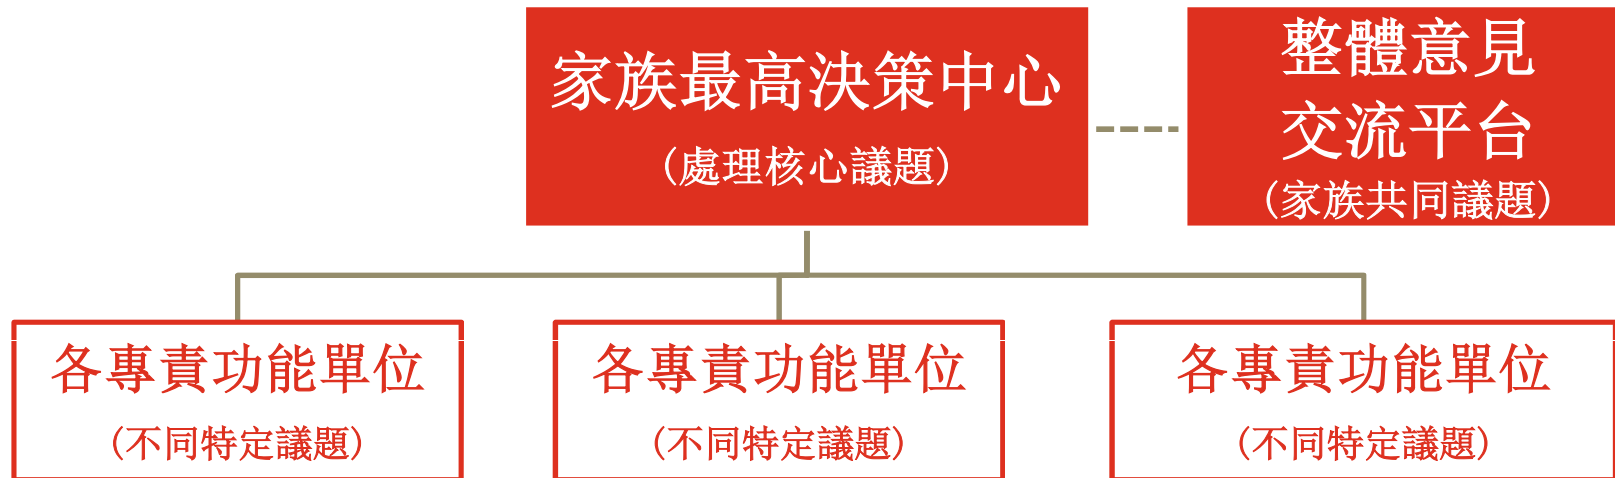 家族最高決策中心
(處理核心議題)
整體意見
交流平台
(家族共同議題)
各專責功能單位
(不同特定議題)
各專責功能單位
(不同特定議題)
各專責功能單位
(不同特定議題)